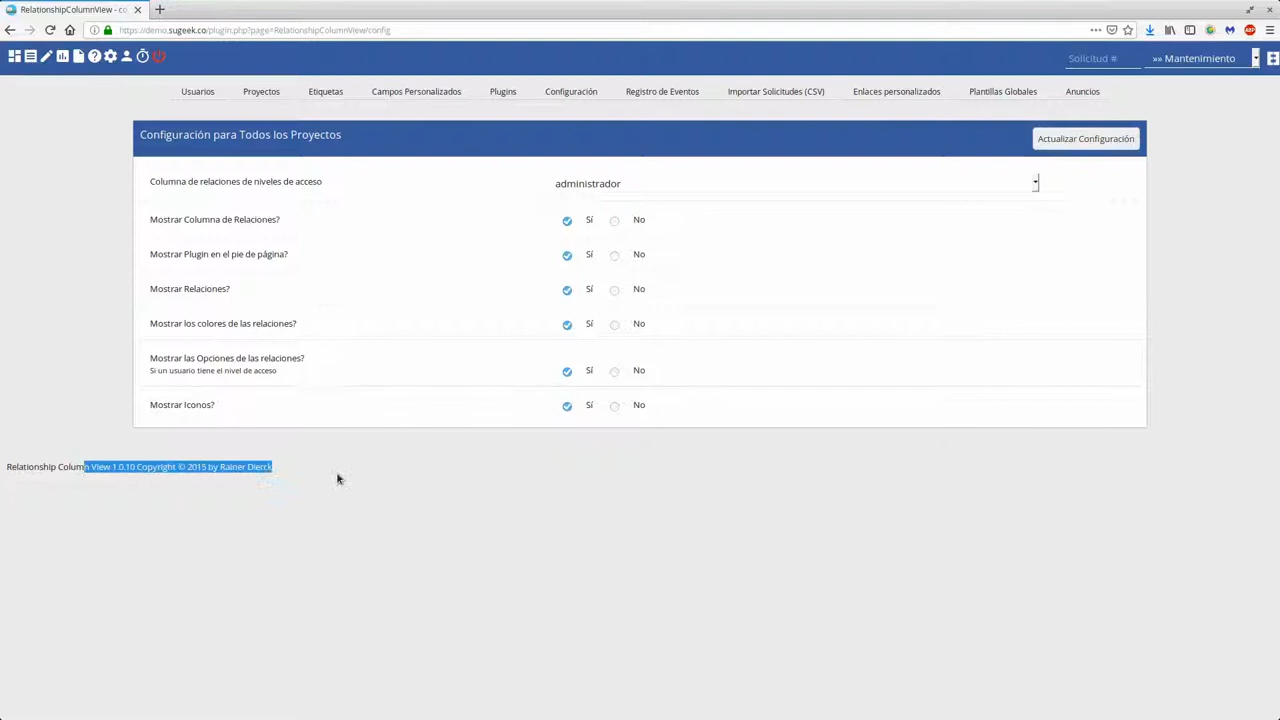 RelationshipColumnView - co
https://demo.sugeek.co/plugin.php?page=RelationshipColumnView/config
ABP
Solicitud #
»» Mantenimiento
Usuarios Proyectos Etiquetas Campos Personalizados Plugins Configuración Registro de Eventos Importar Solicitudes (CSV) Enlaces personalizados Plantillas Globales Anuncios
Configuración para Todos los Proyectos
Actualizar Configuración
Columna de relaciones de niveles de acceso
administrador
Mostrar Columna de Relaciones? Sí No
Mostrar Plugin en el pie de página? Sí No
Mostrar Relaciones? Sí No
Mostrar los colores de las relaciones? Sí No
Mostrar las Opciones de las relaciones?
Si un usuario tiene el nivel de acceso Sí No
Mostrar Iconos? Sí No
Relationship Column View 1.0.10 Copyright © 2015 by Rainer Dierck